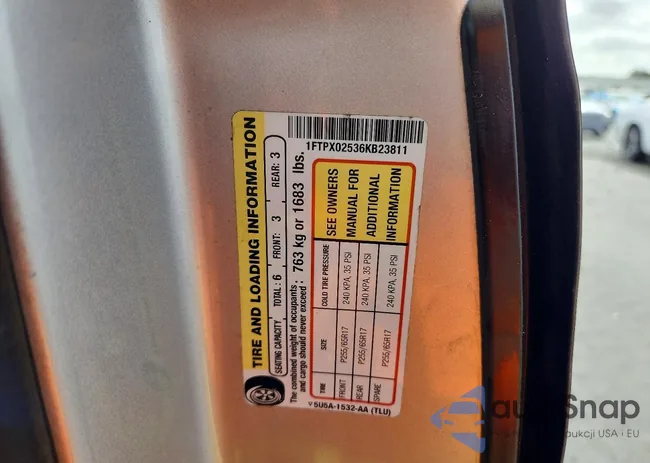 1FTPX02536KB23811
TIRE AND LOADING INFORMATION
SEATING CAPACITY TOTAL: 6 FRONT: 3 REAR: 3
The combined weight of occupants
and cargo should never exceed : 763 kg or 1683 lbs.
TIRE SIZE COLD TIRE PRESSURE SEE OWNERS
FRONT P255/65R17 240 KPA, 35 PSI MANUAL FOR
REAR P255/65R17 240 KPA, 35 PSI ADDITIONAL
SPARE P255/65R17 240 KPA, 35 PSI INFORMATION
5U5A-1532-AA (TLU)
Snap
aukcji USA • EU